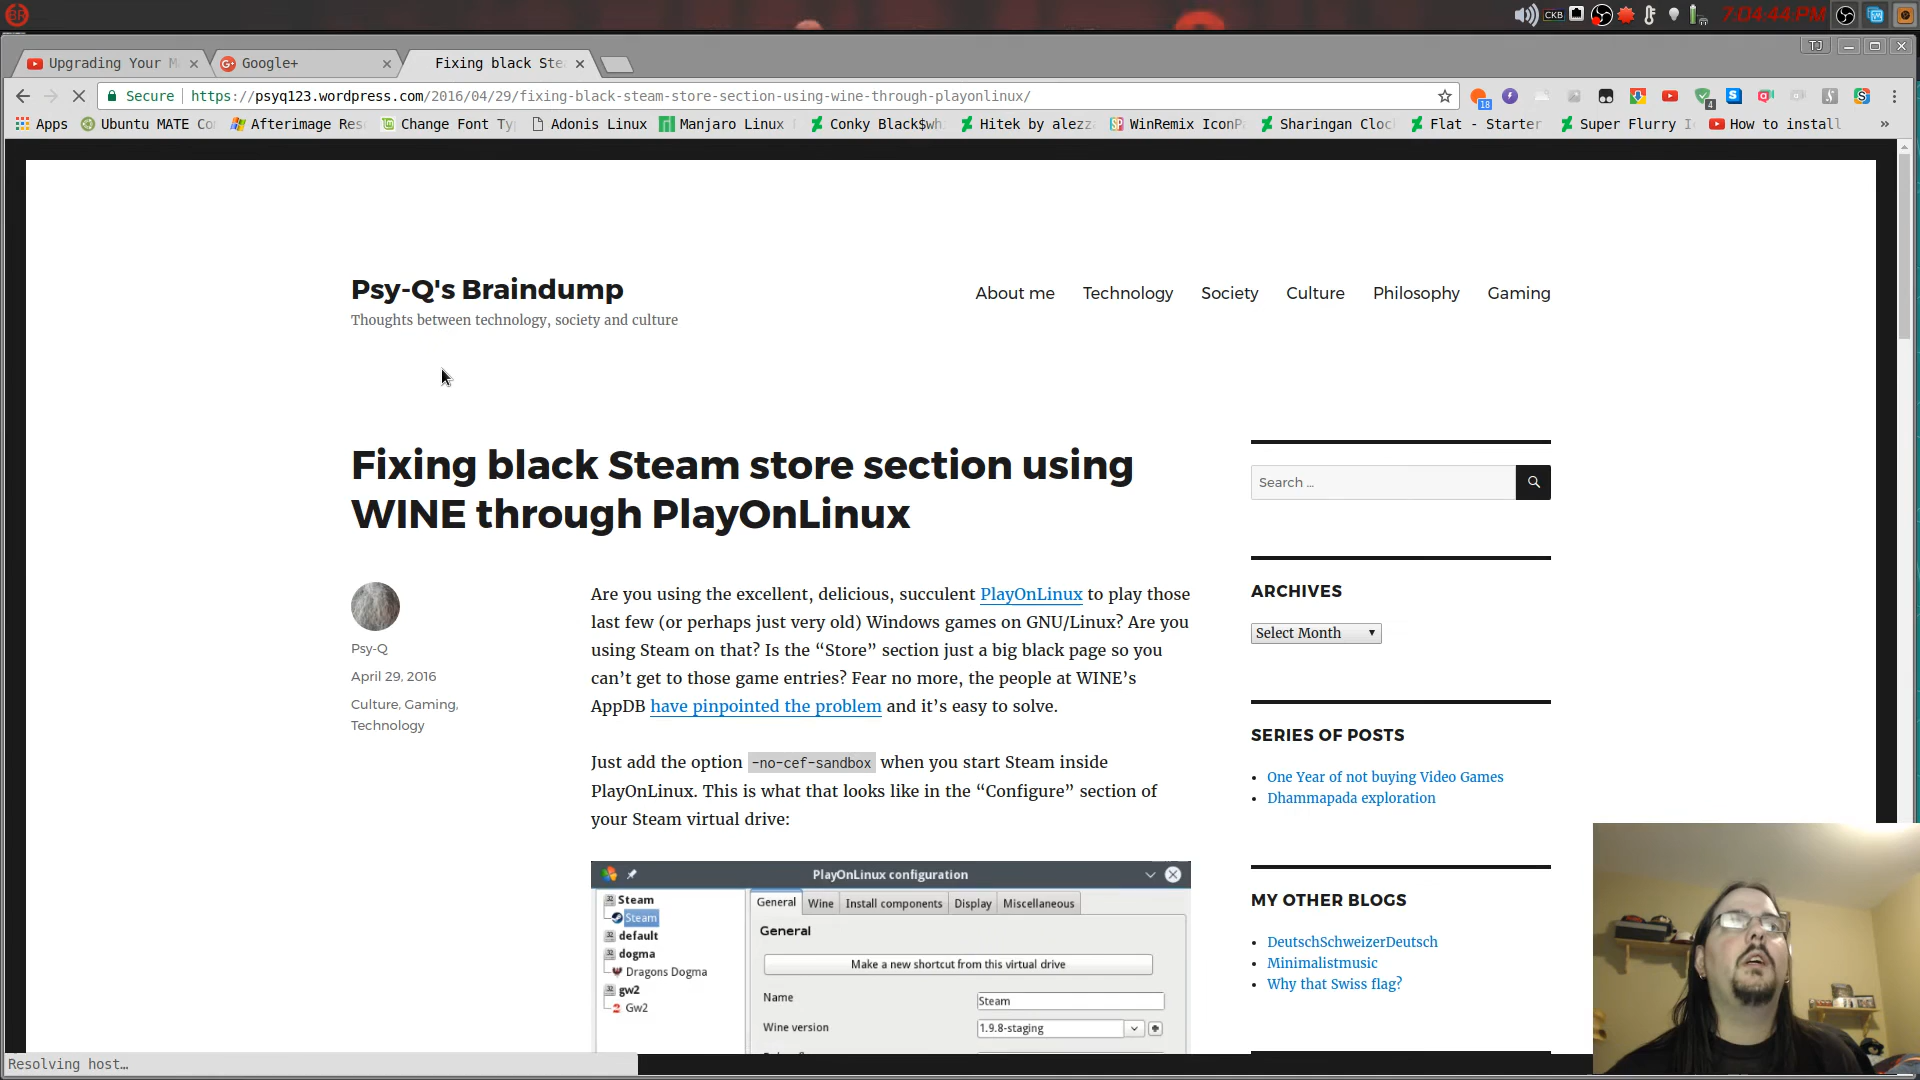 CKB
7:04:44 PM
TJ
Upgrading Your M
Google+
Fixing black Ste
Secure
https://psyq123.wordpress.com/2016/04/29/fixing-black-steam-store-section-using-wine-through-playonlinux/
18
4
Apps
Ubuntu MATE Co
Afterimage Res
Change Font Ty
Adonis Linux
Manjaro Linux
Conky Black$wh
Hitek by alezz
WinRemix IconP
Sharingan Cloc
Flat - Starter
Super Flurry I
How to install
»
Psy-Q's Braindump
Thoughts between technology, society and culture
About me
Technology
Society
Culture
Philosophy
Gaming
Fixing black Steam store section using
WINE through PlayOnLinux
Psy-Q
April 29, 2016
Culture, Gaming,
Technology
Are you using the excellent, delicious, succulent PlayOnLinux to play those
last few (or perhaps just very old) Windows games on GNU/Linux? Are you
using Steam on that? Is the “Store” section just a big black page so you
can’t get to those game entries? Fear no more, the people at WINE’s
AppDB have pinpointed the problem and it’s easy to solve.
Just add the option -no-cef-sandbox when you start Steam inside
PlayOnLinux. This is what that looks like in the “Configure” section of
your Steam virtual drive:
PlayOnLinux configuration
Steam
Steam
default
dogma
Dragons Dogma
gw2
Gw2
General
Wine
Install components
Display
Miscellaneous
General
Make a new shortcut from this virtual drive
Name
Steam
Wine version
1.9.8-staging
Search …
ARCHIVES
Select Month
SERIES OF POSTS
One Year of not buying Video Games
Dhammapada exploration
MY OTHER BLOGS
DeutschSchweizerDeutsch
Minimalistmusic
Why that Swiss flag?
Resolving host…